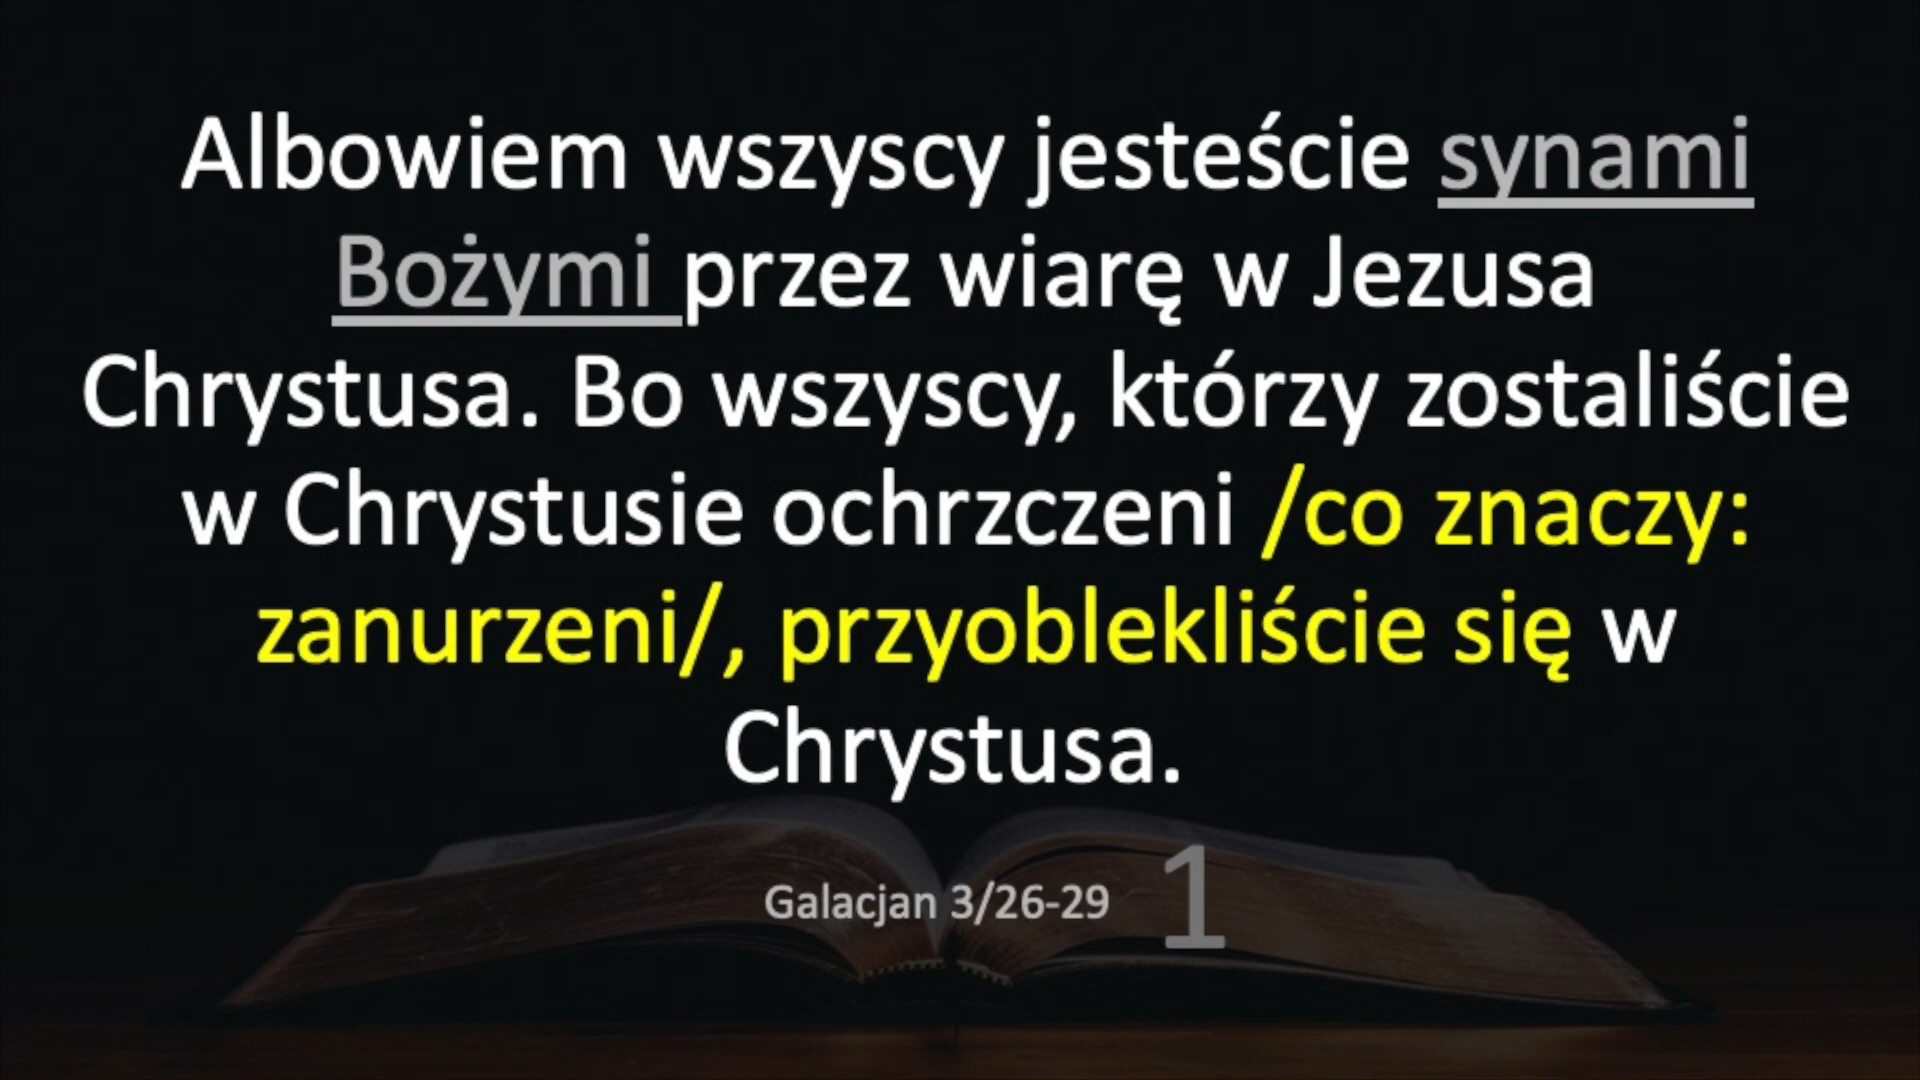 Albowiem wszyscy jesteście synami
Bożymi przez wiarę w Jezusa
Chrystusa. Bo wszyscy, którzy zostaliście
w Chrystusie ochrzczeni /co znaczy:
zanurzeni/, przyoblekliście się w
Chrystusa.
Galacjan 3/26-29 1